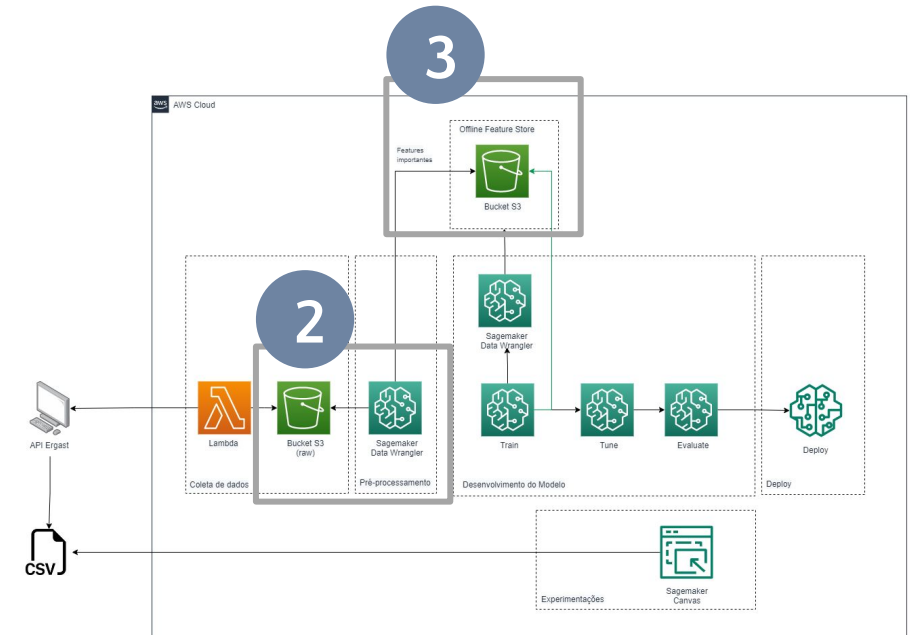 3
aws
AWS Cloud
Offline Feature Store
Features
importantes
Bucket S3
2
Sagemaker
Data Wrangler
API Ergast
Lambda
Bucket S3
(raw)
Sagemaker
Data Wrangler
Train
Tune
Evaluate
Deploy
Coleta de dados
Pré-processamento
Desenvolvimento do Modelo
Deploy
CSV
Sagemaker
Canvas
Experimentações